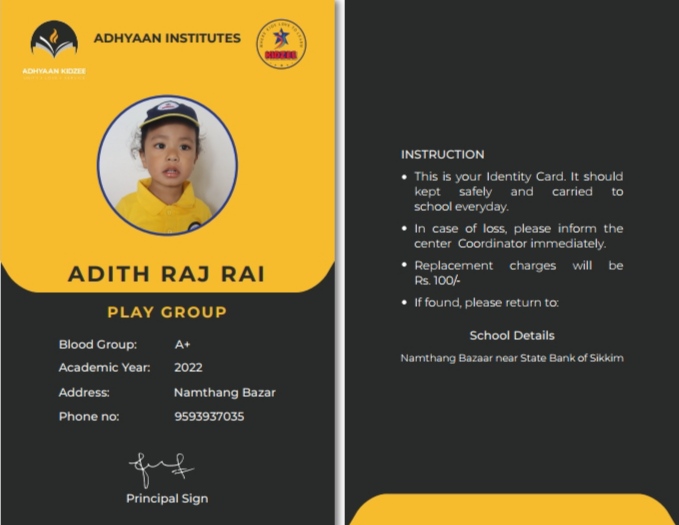 ADHYAAN INSTITUTES
ADHYAAN KIDZEE
KIDZEE
ADITH RAJ RAI
PLAY GROUP
Blood Group: A+
Academic Year: 2022
Address: Namthang Bazar
Phone no: 9593937035
Principal Sign
INSTRUCTION
• This is your Identity Card. It should
kept safely and carried to
school everyday.
• In case of loss, please inform the
center Coordinator immediately.
• Replacement charges will be
Rs. 100/-
• If found, please return to:
School Details
Namthang Bazaar near State Bank of Sikkim